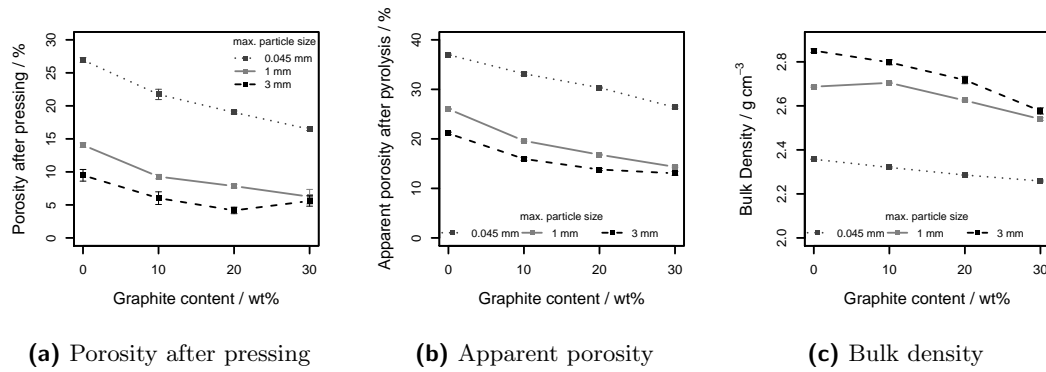 Porosity after pressing / %
30
25
20
15
10
5
0
max. particle size
0.045 mm
1 mm
3 mm
0 10 20 30
Graphite content / wt%
(a) Porosity after pressing
Apparent porosity after pyrolysis / %
40
30
20
10
0
max. particle size
0.045 mm 1 mm 3 mm
0 10 20 30
Graphite content / wt%
(b) Apparent porosity
Bulk Density / g cm⁻³
2.8
2.6
2.4
2.2
2.0
max. particle size
0.045 mm 1 mm 3 mm
0 10 20 30
Graphite content / wt%
(c) Bulk density